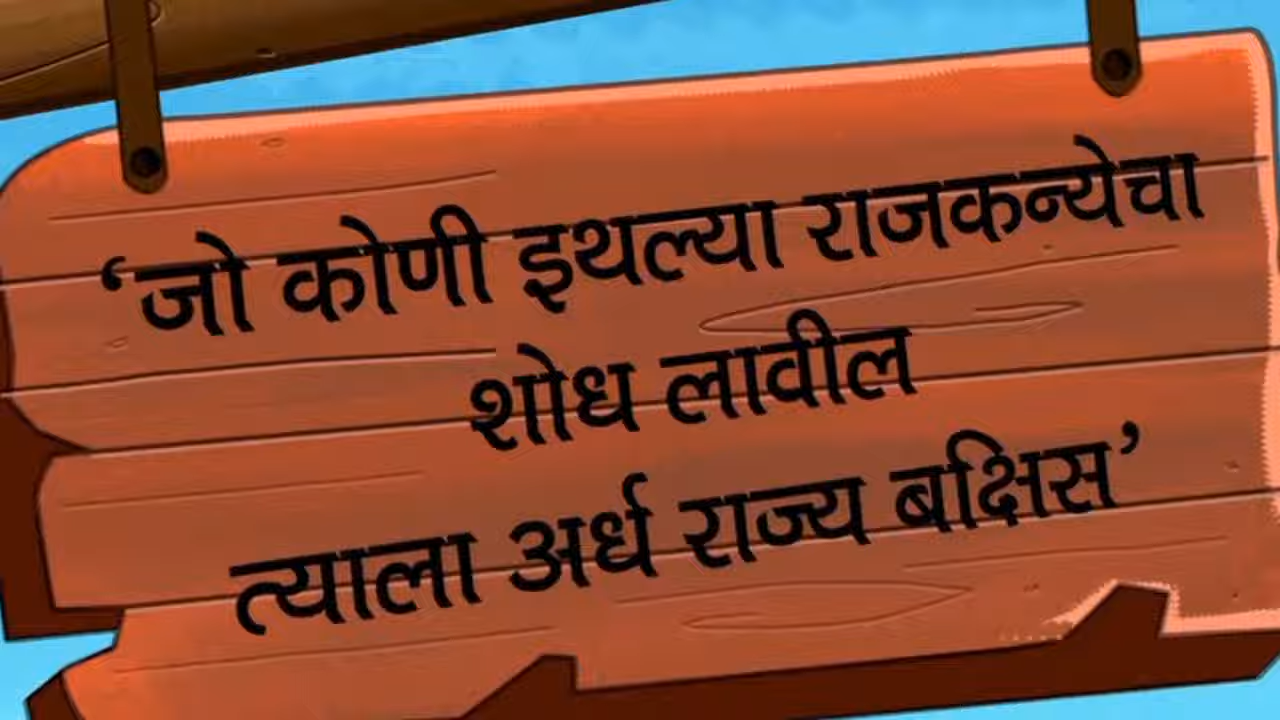 ‘जो कोणी इथल्या राजकन्येचा
शोध लावील
त्याला अर्ध राज्य बक्षिस’